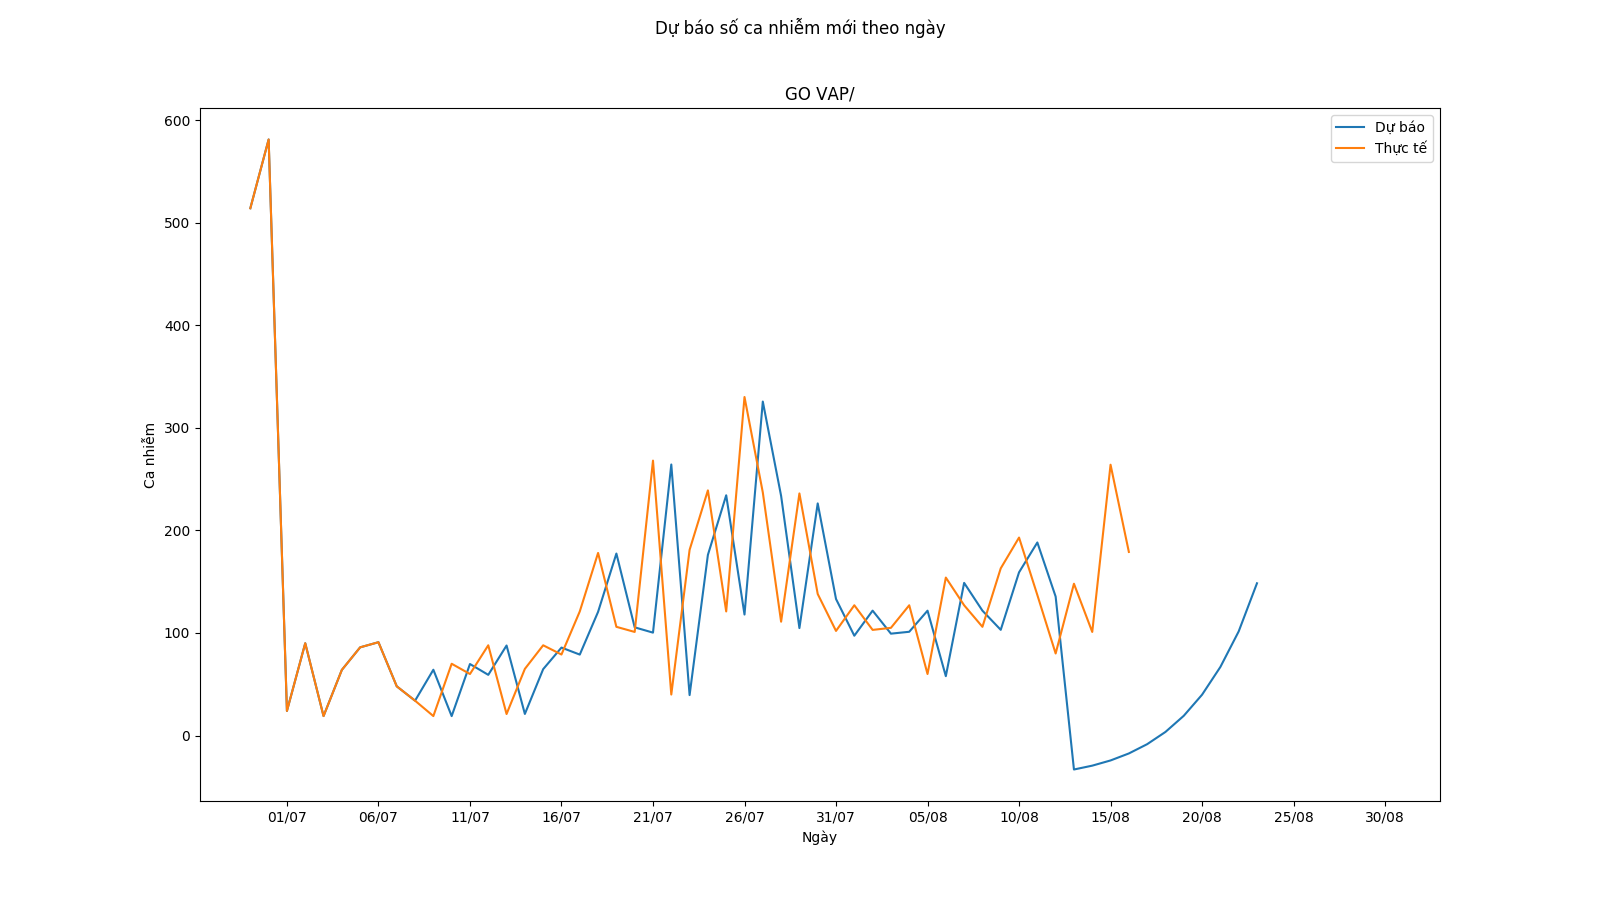 Dự báo số ca nhiễm mới theo ngày
GO VAP/
600
500
400
300
200
100
0
Ca nhiễm
Dự báo
Thực tế
01/07 06/07 11/07 16/07 21/07 26/07 31/07 05/08 10/08 15/08 20/08 25/08 30/08
Ngày